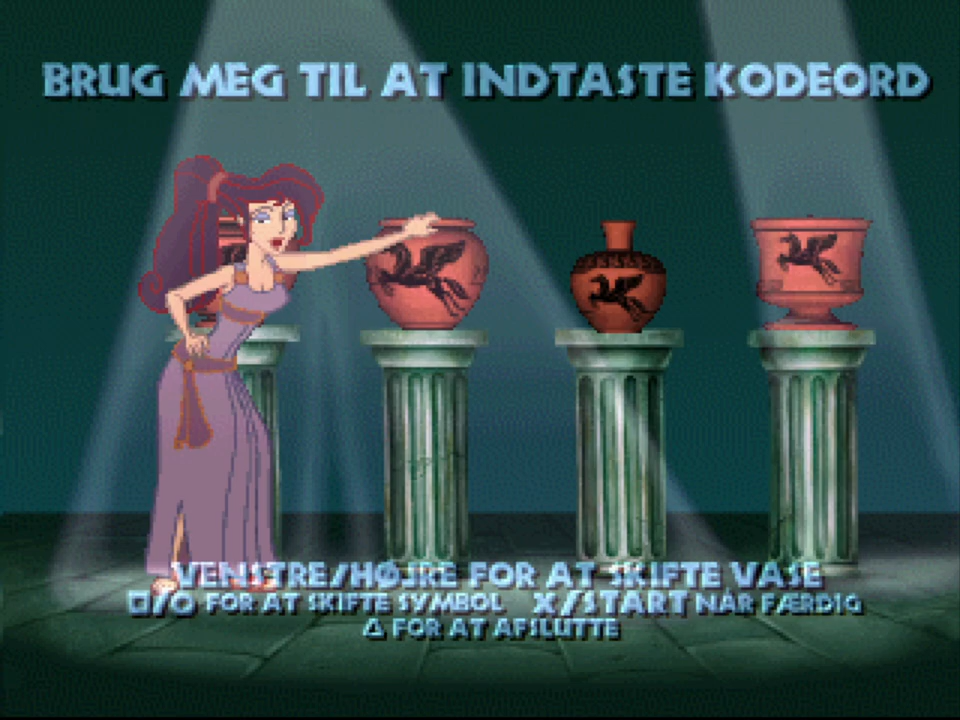 BRUG MEG TIL AT INDTASTE KODEORD
VENSTRE/HØJRE FOR AT SKIFTE VASE
□/O FOR AT SKIFTE SYMBOL X/START NÅR FÆRDIG
△ FOR AT AFSLUTTE